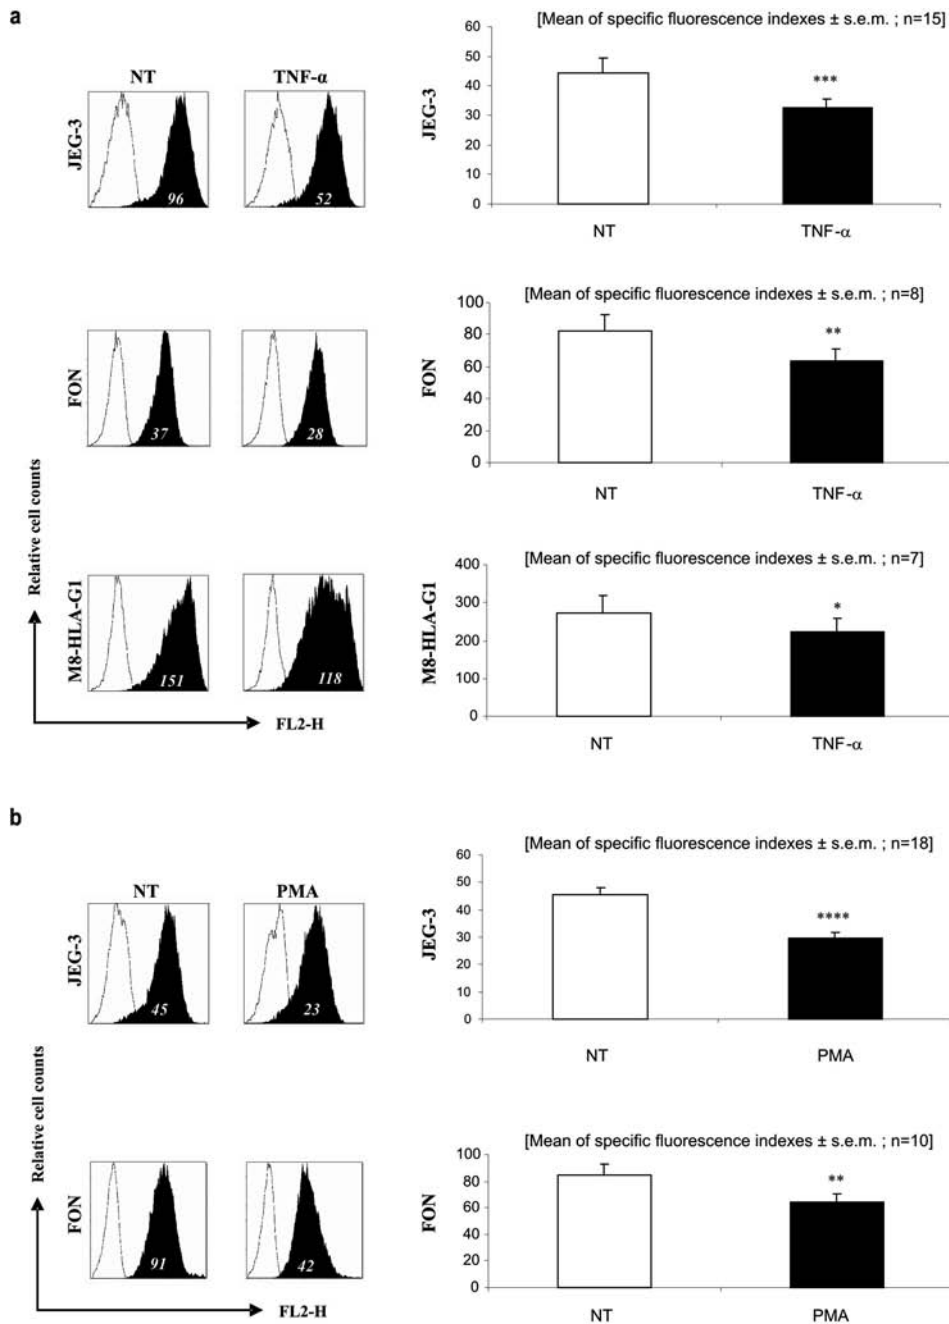 a
[Mean of specific fluorescence indexes ± s.e.m. ; n=15]
NT
TNF-α
JEG-3
96
52
JEG-3
60
50
40
30
20
10
0
***
NT
TNF-α
[Mean of specific fluorescence indexes ± s.e.m. ; n=8]
FON
37
28
FON
100
80
60
40
20
0
**
NT
TNF-α
[Mean of specific fluorescence indexes ± s.e.m. ; n=7]
M8-HLA-G1
151
118
Relative cell counts
FL2-H
M8-HLA-G1
400
300
200
100
0
*
NT
TNF-α
b
[Mean of specific fluorescence indexes ± s.e.m. ; n=18]
NT
PMA
JEG-3
45
23
JEG-3
60
50
40
30
20
10
0
****
NT
PMA
[Mean of specific fluorescence indexes ± s.e.m. ; n=10]
FON
91
42
Relative cell counts
FL2-H
FON
100
80
60
40
20
0
**
NT
PMA